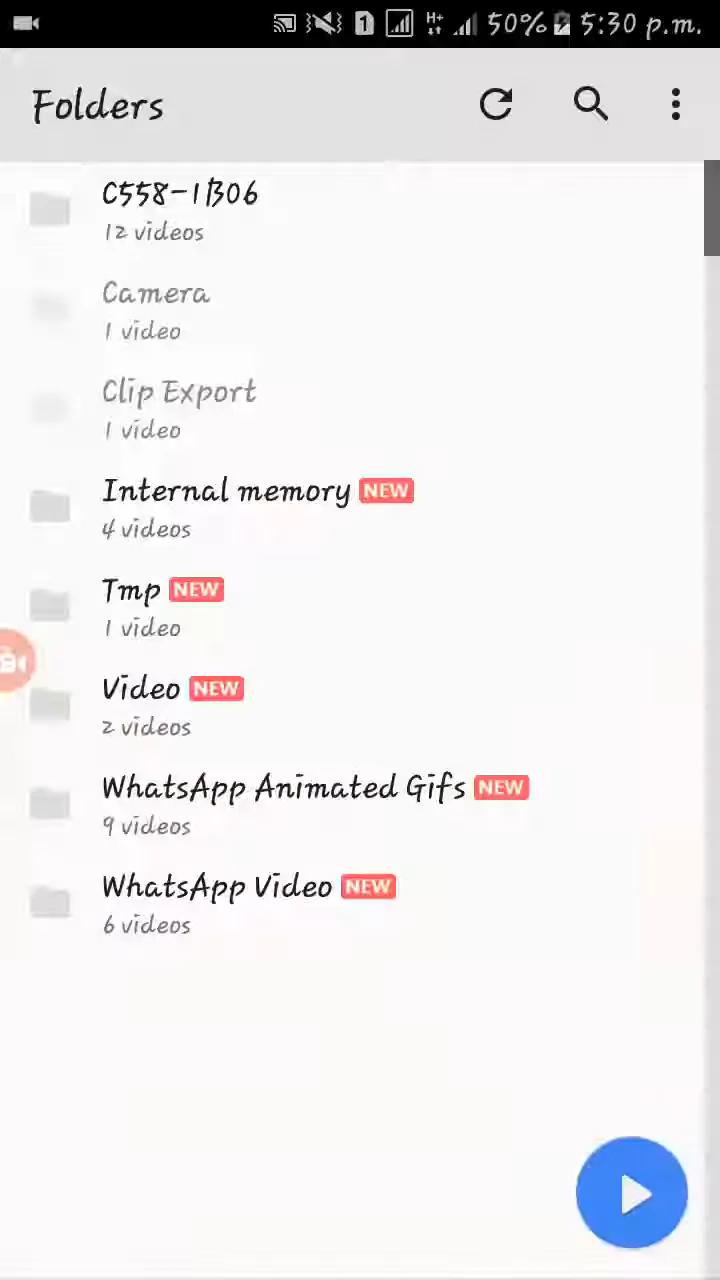 1 H+ 50% 5:30 p.m.
Folders
C558-1B06
12 videos
Camera
1 video
Clip Export
1 video
Internal memory NEW
4 videos
Tmp NEW
1 video
Video NEW
2 videos
WhatsApp Animated Gifs NEW
9 videos
WhatsApp Video NEW
6 videos